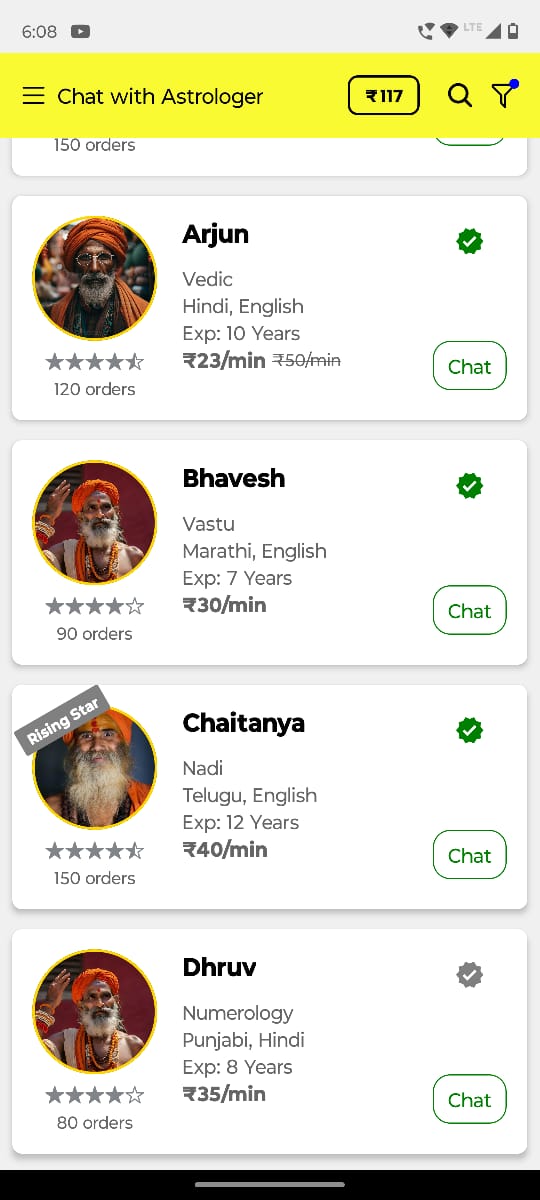 6:08 LTE
Chat with Astrologer ₹117
150 orders
Arjun
Vedic
Hindi, English
Exp: 10 Years
₹23/min ₹50/min
Chat
120 orders
Bhavesh
Vastu
Marathi, English
Exp: 7 Years
₹30/min
Chat
90 orders
Rising Star
Chaitanya
Nadi
Telugu, English
Exp: 12 Years
₹40/min
Chat
150 orders
Dhruv
Numerology
Punjabi, Hindi
Exp: 8 Years
₹35/min
Chat
80 orders